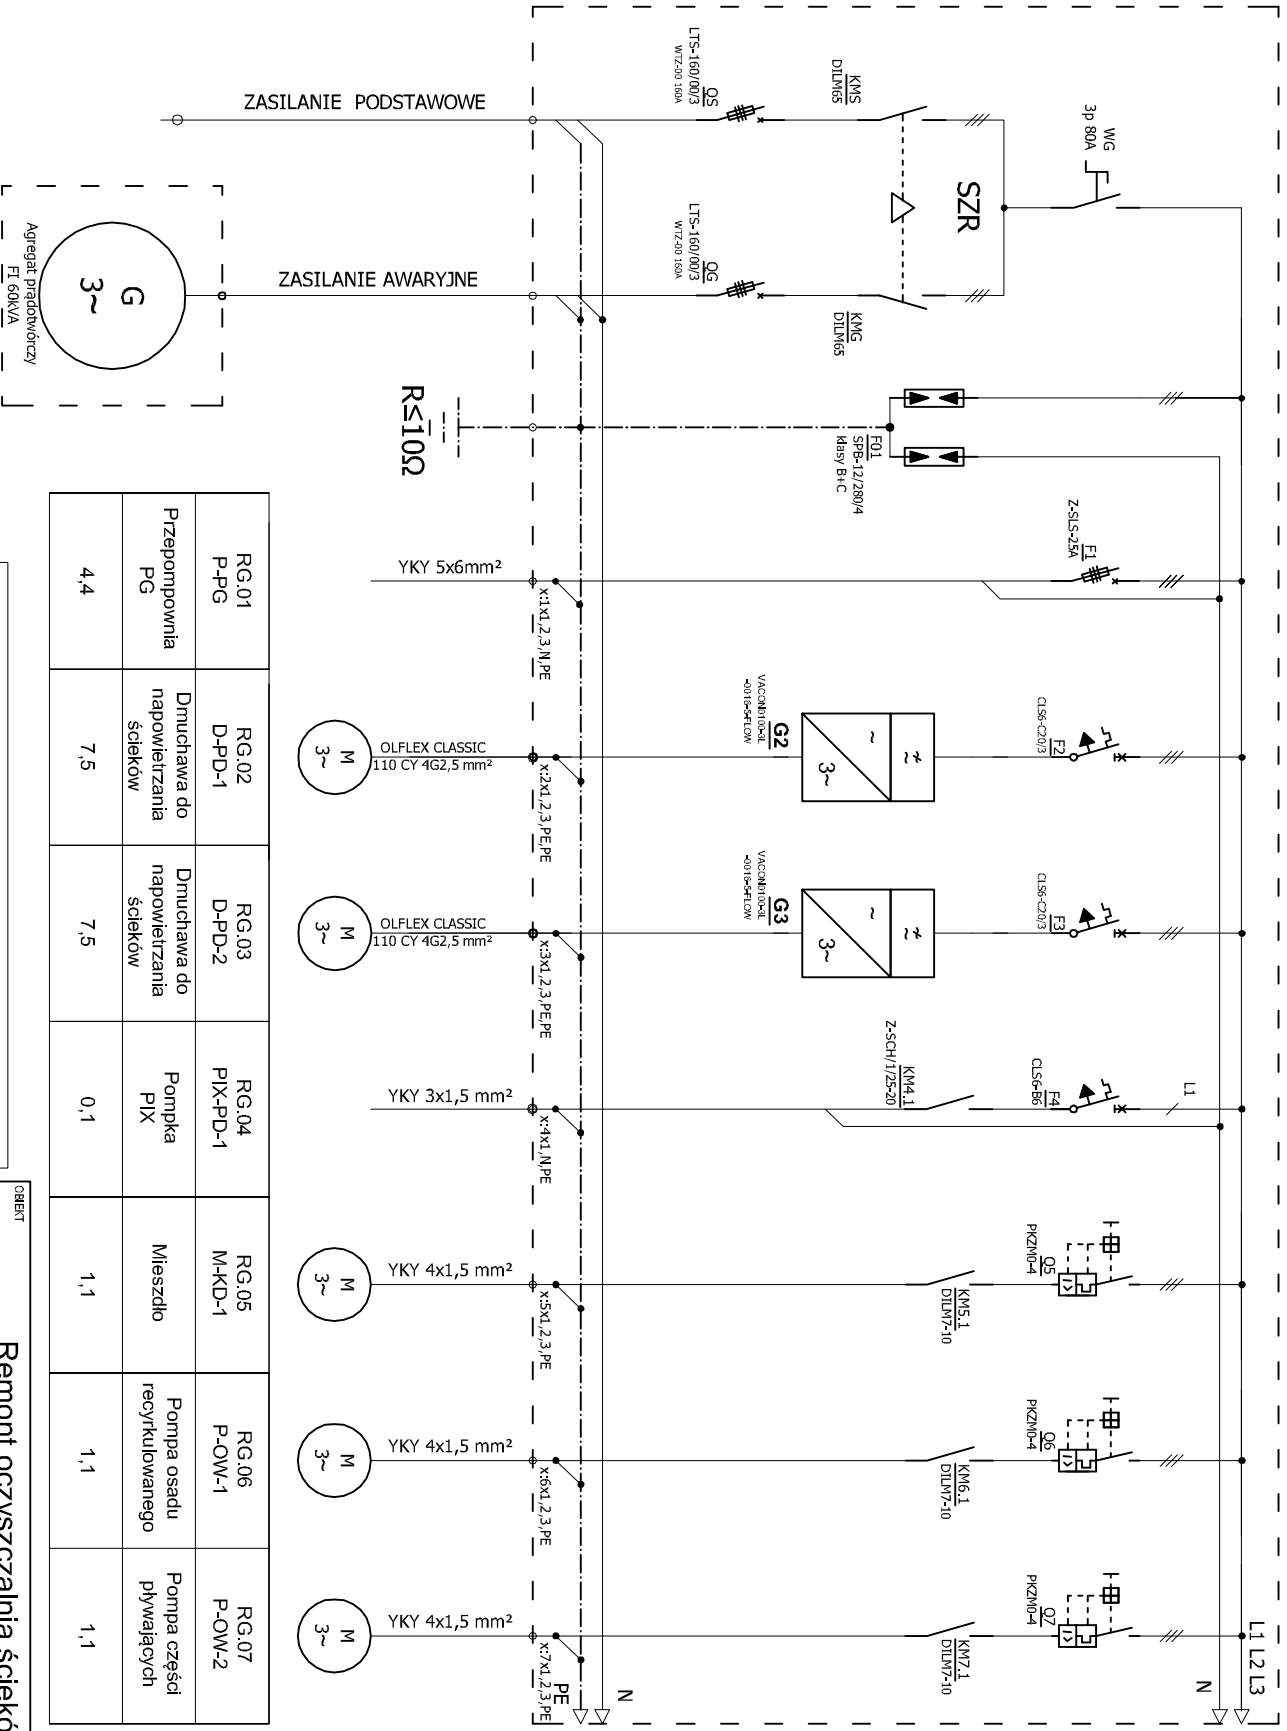 L1 L2 L3
N
N
PE
WG
3p 80A
SZR
KMS
DILM65
KMG
DILM65
QS
LTS-160/00/3
WTZ-00 160A
QG
LTS-160/00/3
WTZ-00 160A
ZASILANIE PODSTAWOWE
ZASILANIE AWARYJNE
G
3~
Agregat prądotwórczy
FI 60kVA
F01
SPB-12/280/4
klasy B+C
R≤10Ω
F1
Z-SLS-25A
YKY 5x6mm²
x:1x1,2,3,N,PE
F2
CLS6-C20/3
G2
~
3~
OLFLEX CLASSIC
110 CY 4G2,5 mm²
x:2x1,2,3,PE,PE
M
3~
F3
CLS6-C20/3
G3
~
3~
OLFLEX CLASSIC
110 CY 4G2,5 mm²
x:3x1,2,3,PE,PE
M
3~
L1
F4
CLS6-B6
KM4.1
Z-SCH/1/25-20
YKY 3x1,5 mm²
x:4x1,N,PE
Q5
PKZM0-4
I>
KM5.1
DILM7-10
YKY 4x1,5 mm²
x:5x1,2,3,PE
M
3~
Q6
PKZM0-4
I>
KM6.1
DILM7-10
YKY 4x1,5 mm²
x:6x1,2,3,PE
M
3~
Q7
PKZM0-4
I>
KM7.1
DILM7-10
YKY 4x1,5 mm²
x:7x1,2,3,PE
M
3~
RG.01
P-PG
Przepompownia
PG
4,4
RG.02
D-PD-1
Dmuchawa do
napowietrzania
ścieków
7,5
RG.03
D-PD-2
Dmuchawa do
napowietrzania
ścieków
7,5
RG.04
PIX-PD-1
Pompka
PIX
0,1
RG.05
M-KD-1
Mieszdło
1,1
RG.06
P-OW-1
Pompa osadu
recyrkulowanego
1,1
RG.07
P-OW-2
Pompa części
pływających
1,1
OBIEKT
Remont oczyszczalnia ściekó